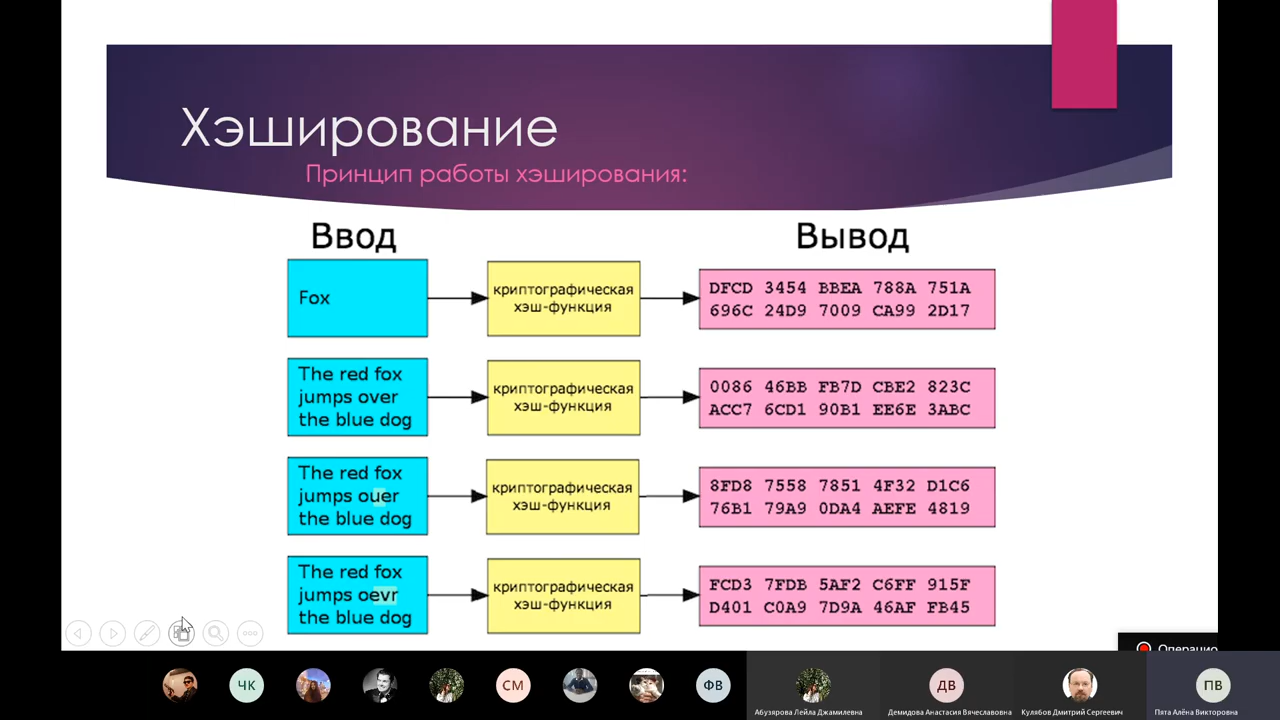 Хэширование
Принцип работы хэширования:
Ввод
Вывод
Fox
криптографическая
хэш-функция
DFCD 3454 BBEA 788A 751A
696C 24D9 7009 CA99 2D17
The red fox
jumps over
the blue dog
криптографическая
хэш-функция
0086 46BB FB7D CBE2 823C
ACC7 6CD1 90B1 EE6E 3ABC
The red fox
jumps ouer
the blue dog
криптографическая
хэш-функция
8FD8 7558 7851 4F32 D1C6
76B1 79A9 0DA4 AEFE 4819
The red fox
jumps oevr
the blue dog
криптографическая
хэш-функция
FCD3 7FDB 5AF2 C6FF 915F
D401 C0A9 7D9A 46AF FB45
Операцио
ЧК
СМ
ФВ
ДВ
ПВ
Абузярова Лейла Джамилевна
Демидова Анастасия Вячеславовна
Кулябов Дмитрий Сергеевич
Пята Алёна Викторовна